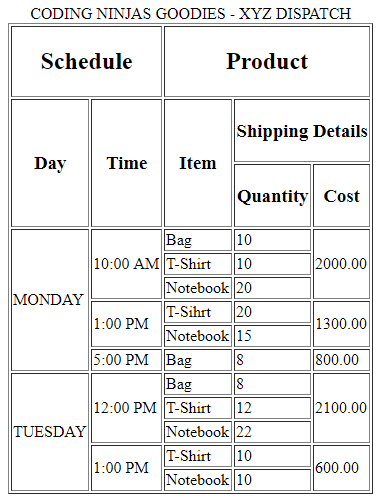 CODING NINJAS GOODIES - XYZ DISPATCH
Schedule Product
Day Time Item Shipping Details
Quantity Cost
MONDAY 10:00 AM Bag 10 2000.00
T-Shirt 10
Notebook 20
1:00 PM T-Sihrt 20 1300.00
Notebook 15
5:00 PM Bag 8 800.00
TUESDAY 12:00 PM Bag 8 2100.00
T-Shirt 12
Notebook 22
1:00 PM T-Shirt 10 600.00
Notebook 10